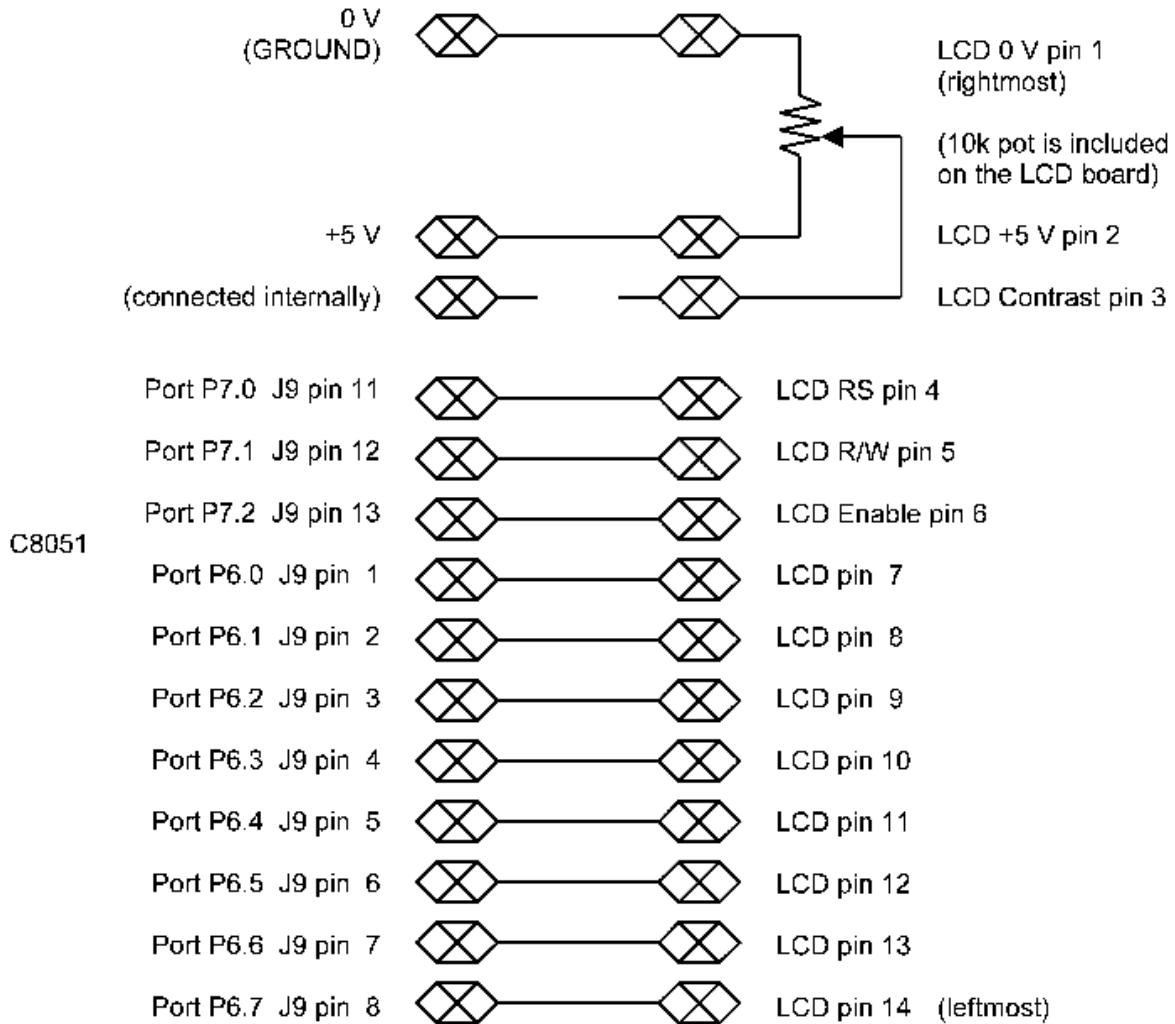 0 V
(GROUND)
LCD 0 V pin 1
(rightmost)
(10k pot is included
on the LCD board)
+5 V
LCD +5 V pin 2
(connected internally)
LCD Contrast pin 3
Port P7.0 J9 pin 11
LCD RS pin 4
Port P7.1 J9 pin 12
LCD R/W pin 5
Port P7.2 J9 pin 13
LCD Enable pin 6
C8051
Port P6.0 J9 pin 1
LCD pin 7
Port P6.1 J9 pin 2
LCD pin 8
Port P6.2 J9 pin 3
LCD pin 9
Port P6.3 J9 pin 4
LCD pin 10
Port P6.4 J9 pin 5
LCD pin 11
Port P6.5 J9 pin 6
LCD pin 12
Port P6.6 J9 pin 7
LCD pin 13
Port P6.7 J9 pin 8
LCD pin 14 (leftmost)